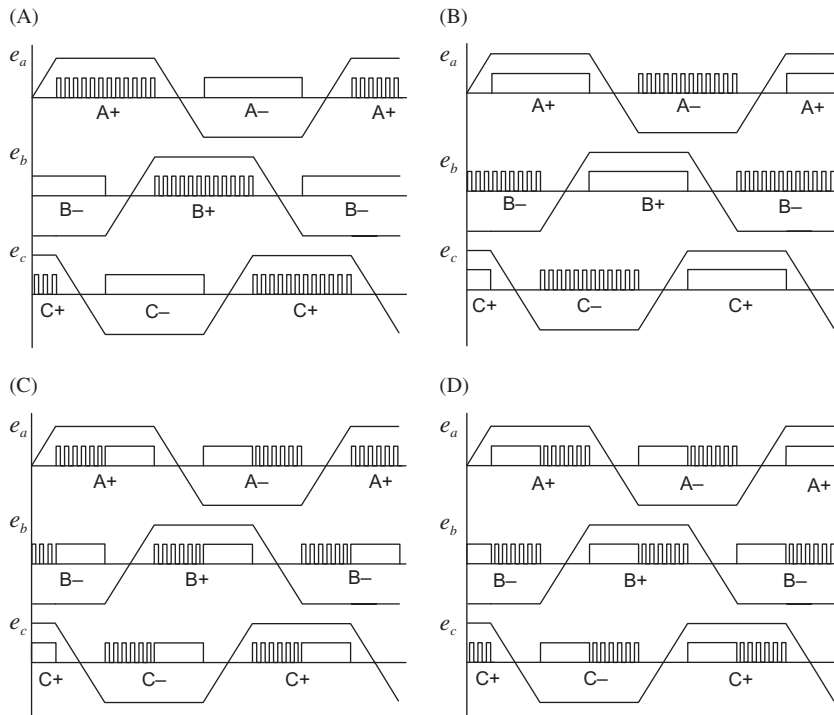 (A)
(B)
e_a
A+ A– A+
e_a
A+ A– A+
e_b
B– B+ B–
e_b
B– B+ B–
e_c
C+ C– C+
e_c
C+ C– C+
(C)
(D)
e_a
A+ A– A+
e_a
A+ A– A+
e_b
B– B+ B–
e_b
B– B+ B–
e_c
C+ C– C+
e_c
C+ C– C+